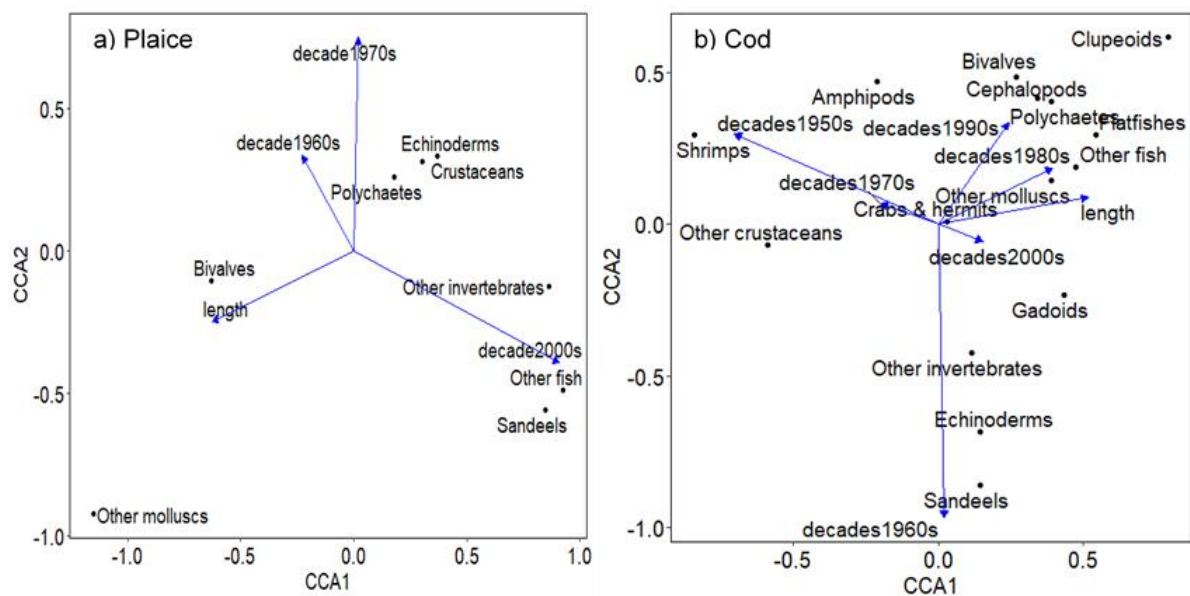 a) Plaice
decade1970s
0.5
decade1960s
Echinoderms
Crustaceans
Polychaetes
CCA2
0.0
Bivalves
length
Other invertebrates
decade2000s
Other fish
-0.5
Sandeels
Other molluscs
-1.0
-1.0
-0.5
0.0
0.5
1.0
CCA1
b) Cod
Clupeoids
0.5
Bivalves
Amphipods
Cephalopods
decades1950s
decades1990s
Polychaetes
Flatfishes
Shrimps
decades1980s
Other fish
decades1970s
Other molluscs
Crabs & hermits
length
CCA2
0.0
Other crustaceans
decades2000s
Gadoids
Other invertebrates
-0.5
Echinoderms
Sandeels
-1.0
decades1960s
-0.5
0.0
0.5
CCA1